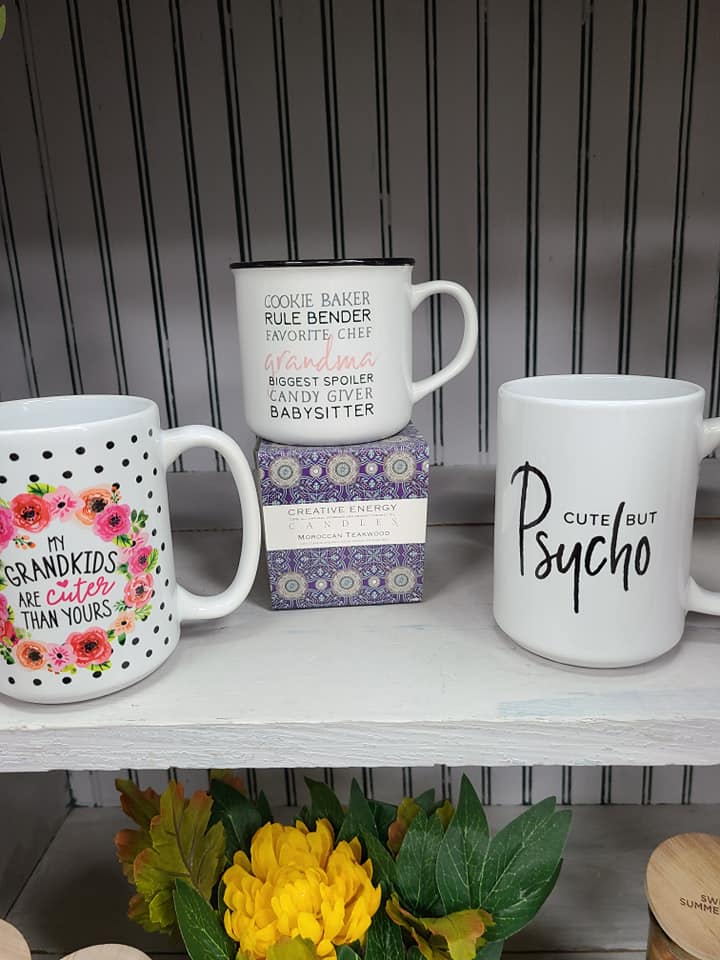 COOKIE BAKER
RULE BENDER
FAVORITE CHEF
grandma
BIGGEST SPOILER
CANDY GIVER
BABYSITTER
CREATIVE ENERGY
CANDLES
MOROCCAN TEAKWOOD
MY
GRANDKIDS
ARE cuter
THAN YOURS
CUTE BUT
Psycho
SUMME